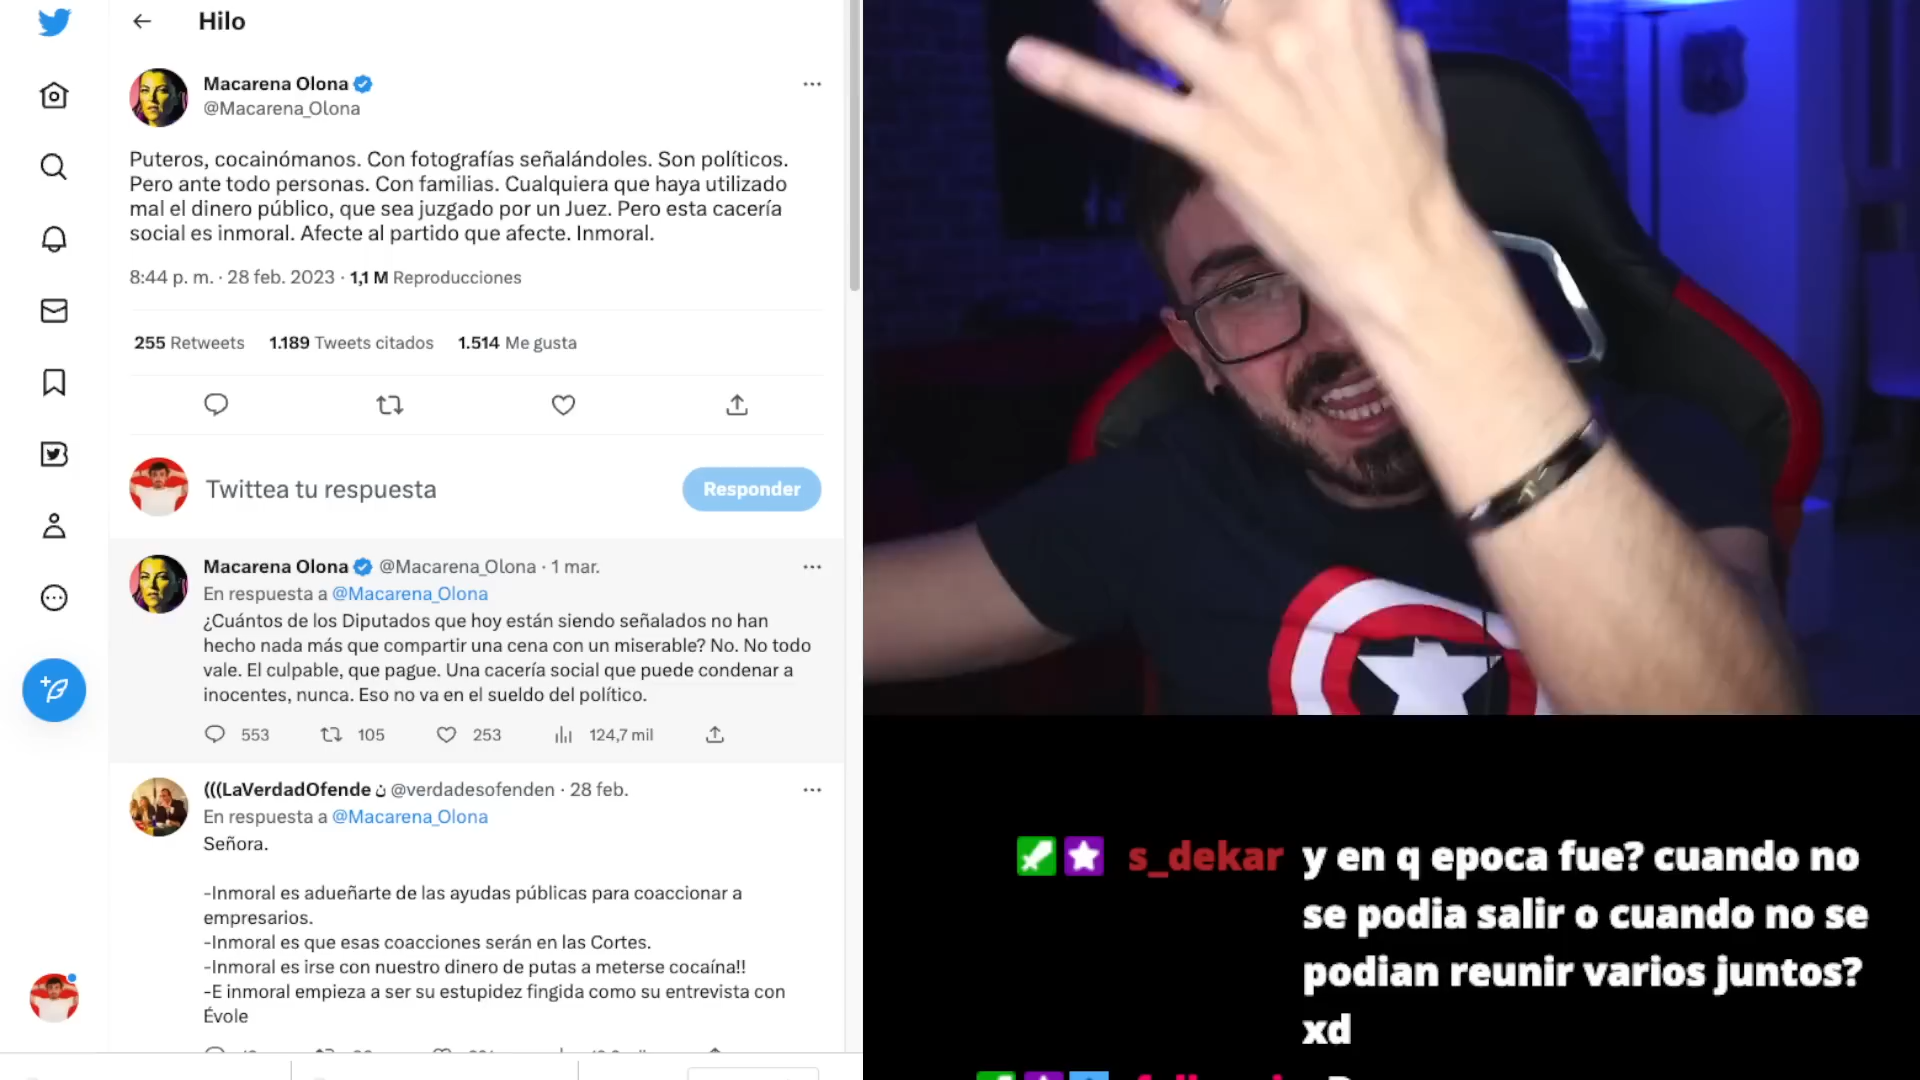 Hilo
Macarena Olona
@Macarena_Olona
Puteros, cocainómanos. Con fotografías señalándoles. Son políticos.
Pero ante todo personas. Con familias. Cualquiera que haya utilizado
mal el dinero público, que sea juzgado por un Juez. Pero esta cacería
social es inmoral. Afecte al partido que afecte. Inmoral.
8:44 p. m. · 28 feb. 2023 · 1,1 M Reproducciones
255 Retweets 1.189 Tweets citados 1.514 Me gusta
Twittea tu respuesta
Responder
Macarena Olona @Macarena_Olona · 1 mar.
En respuesta a @Macarena_Olona
¿Cuántos de los Diputados que hoy están siendo señalados no han
hecho nada más que compartir una cena con un miserable? No. No todo
vale. El culpable, que pague. Una cacería social que puede condenar a
inocentes, nunca. Eso no va en el sueldo del político.
553 105 253 124,7 mil
(((LaVerdadOfende ن @verdadesofenden · 28 feb.
En respuesta a @Macarena_Olona
Señora.
-Inmoral es adueñarte de las ayudas públicas para coaccionar a
empresarios.
-Inmoral es que esas coacciones serán en las Cortes.
-Inmoral es irse con nuestro dinero de putas a meterse cocaína!!
-E inmoral empieza a ser su estupidez fingida como su entrevista con
Évole
s_dekar y en q epoca fue? cuando no
se podia salir o cuando no se
podian reunir varios juntos?
xd